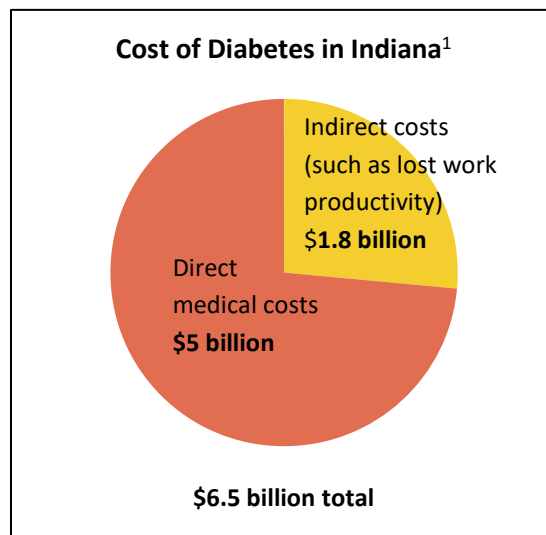 Cost of Diabetes in Indiana¹
Indirect costs
(such as lost work
productivity)
$1.8 billion
Direct
medical costs
$5 billion
$6.5 billion total